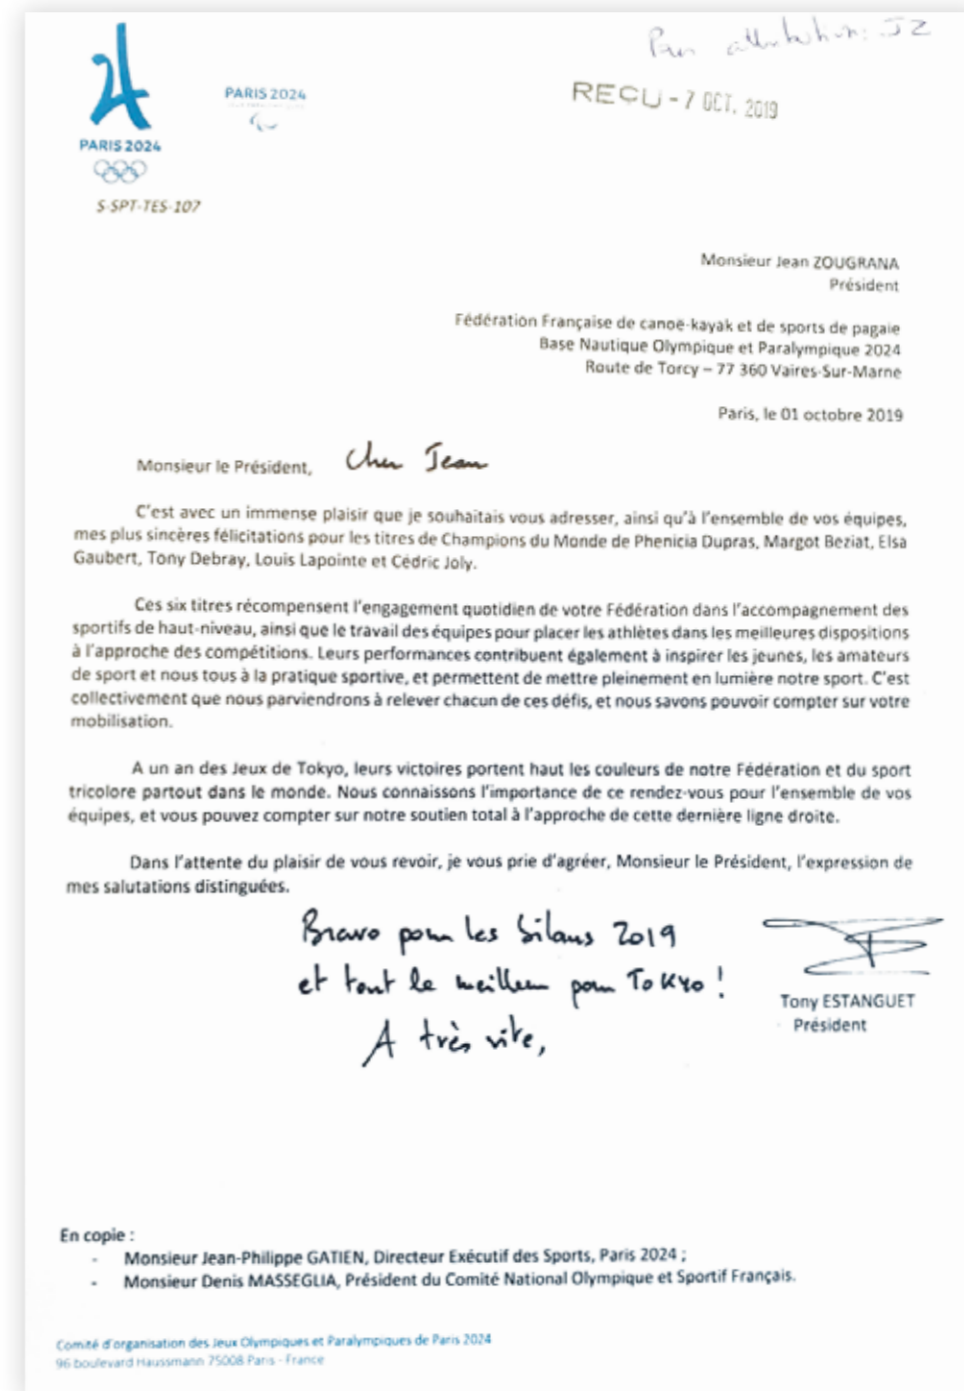 Par attribution: JZ
PARIS 2024
RECU - 7 OCT. 2019
PARIS 2024
S-SPT-TES-107
Monsieur Jean ZOUGRANA
Président
Fédération Française de canoë-kayak et de sports de pagaie
Base Nautique Olympique et Paralympique 2024
Route de Torcy – 77 360 Vaires-Sur-Marne
Paris, le 01 octobre 2019
Monsieur le Président, Cher Jean
C'est avec un immense plaisir que je souhaitais vous adresser, ainsi qu'à l'ensemble de vos équipes,
mes plus sincères félicitations pour les titres de Champions du Monde de Phenicia Dupras, Margot Beziat, Elsa
Gaubert, Tony Debray, Louis Lapointe et Cédric Joly.
Ces six titres récompensent l'engagement quotidien de votre Fédération dans l'accompagnement des
sportifs de haut-niveau, ainsi que le travail des équipes pour placer les athlètes dans les meilleures dispositions
à l'approche des compétitions. Leurs performances contribuent également à inspirer les jeunes, les amateurs
de sport et nous tous à la pratique sportive, et permettent de mettre pleinement en lumière notre sport. C'est
collectivement que nous parviendrons à relever chacun de ces défis, et nous savons pouvoir compter sur votre
mobilisation.
A un an des Jeux de Tokyo, leurs victoires portent haut les couleurs de notre Fédération et du sport
tricolore partout dans le monde. Nous connaissons l'importance de ce rendez-vous pour l'ensemble de vos
équipes, et vous pouvez compter sur notre soutien total à l'approche de cette dernière ligne droite.
Dans l'attente du plaisir de vous revoir, je vous prie d'agréer, Monsieur le Président, l'expression de
mes salutations distinguées.
Bravo pour les bilans 2019
et tout le meilleur pour Tokyo !
A très vite,
Tony ESTANGUET
Président
En copie :
- Monsieur Jean-Philippe GATIEN, Directeur Exécutif des Sports, Paris 2024 ;
- Monsieur Denis MASSEGLIA, Président du Comité National Olympique et Sportif Français.
Comité d'organisation des Jeux Olympiques et Paralympiques de Paris 2024
96 boulevard Haussmann 75008 Paris - France